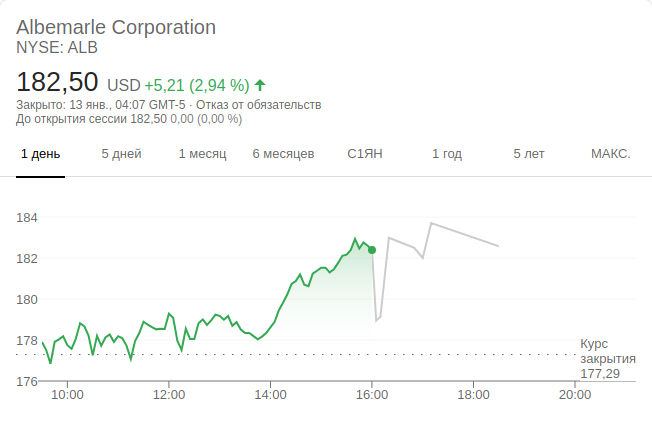 Albemarle Corporation
NYSE: ALB
182,50 USD +5,21 (2,94 %)
Закрыто: 13 янв., 04:07 GMT-5 · Отказ от обязательств
До открытия сессии 182,50 0,00 (0,00 %)
1 день 5 дней 1 месяц 6 месяцев С1ЯН 1 год 5 лет МАКС.
184
182
180
178
176
Курс
закрытия
177,29
10:00 12:00 14:00 16:00 18:00 20:00